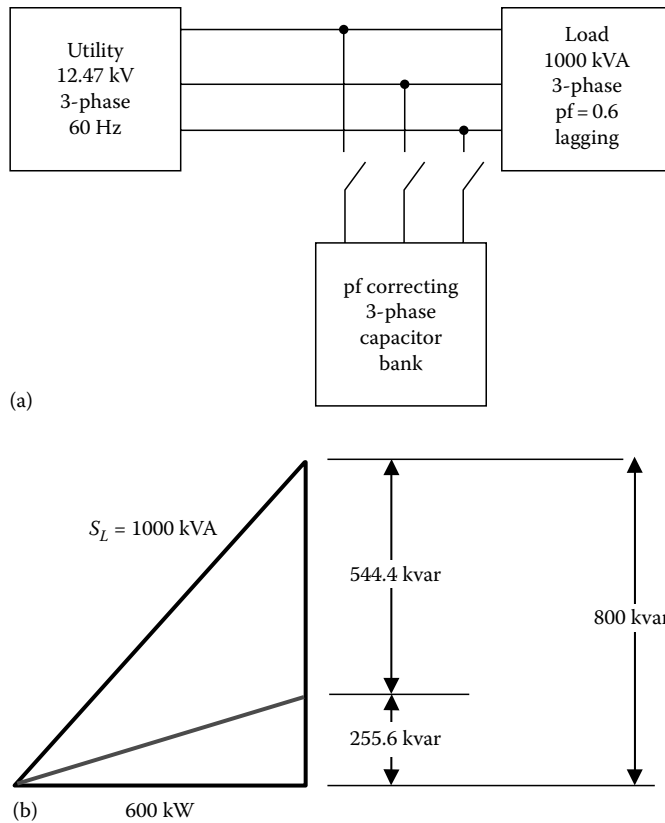 Utility
12.47 kV
3-phase
60 Hz
Load
1000 kVA
3-phase
pf = 0.6
lagging
pf correcting
3-phase
capacitor
bank
(a)
S_L = 1000 kVA
544.4 kvar
800 kvar
255.6 kvar
600 kW
(b)